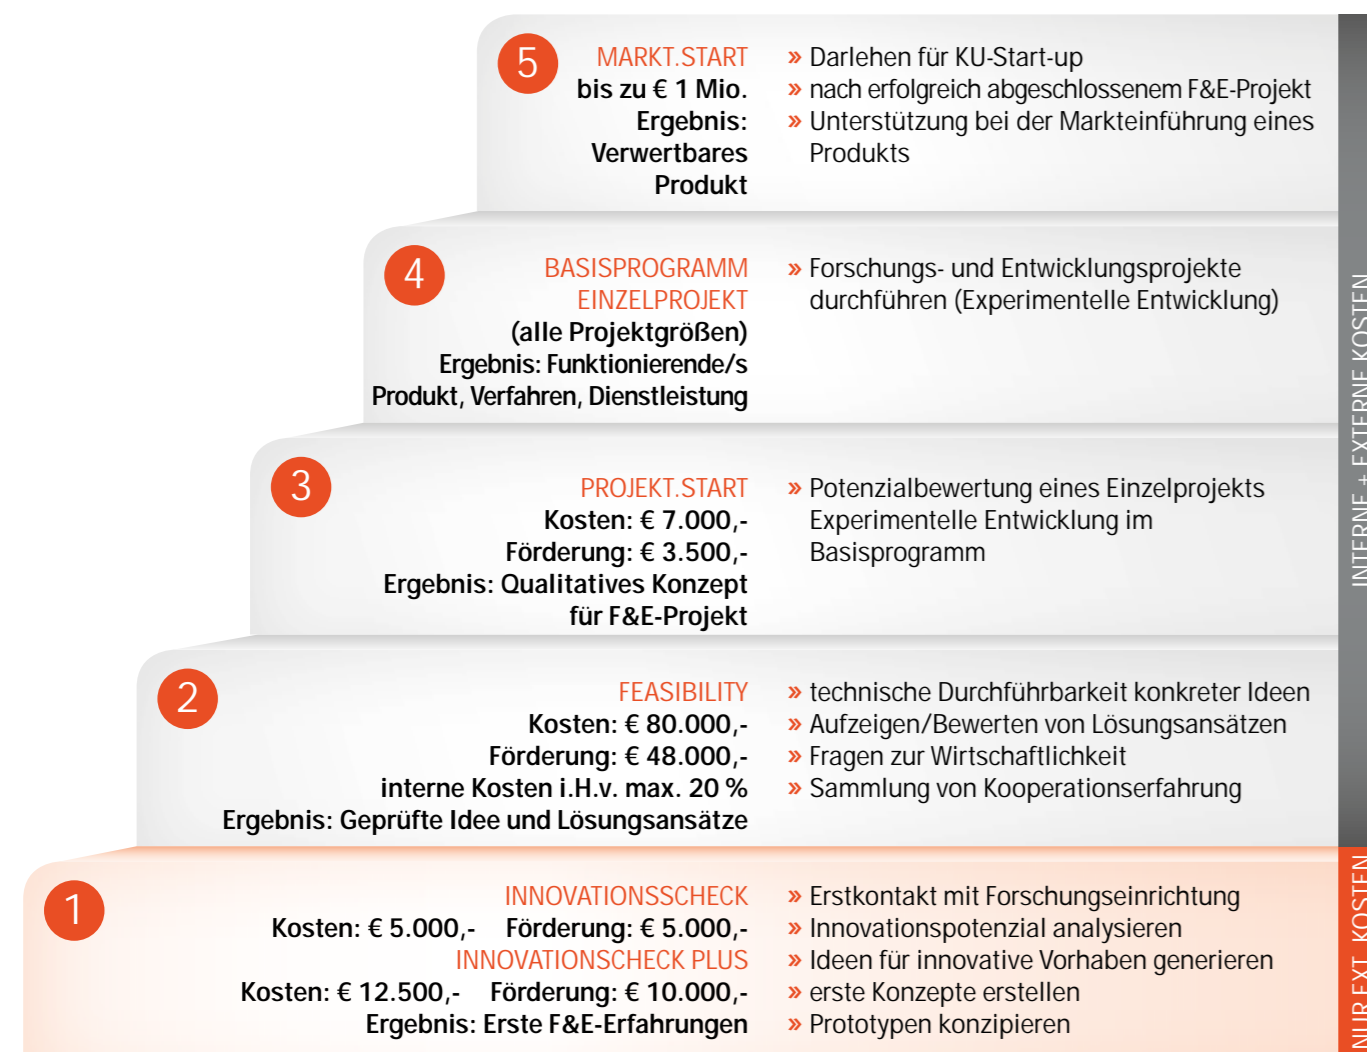 5
MARKT.START
bis zu € 1 Mio.
Ergebnis:
Verwertbares
Produkt
» Darlehen für KU-Start-up
» nach erfolgreich abgeschlossenem F&E-Projekt
» Unterstützung bei der Markteinführung eines
Produkts
4
BASISPROGRAMM
EINZELPROJEKT
(alle Projektgrößen)
Ergebnis: Funktionierende/s
Produkt, Verfahren, Dienstleistung
» Forschungs- und Entwicklungsprojekte
durchführen (Experimentelle Entwicklung)
3
PROJEKT.START
Kosten: € 7.000,-
Förderung: € 3.500,-
Ergebnis: Qualitatives Konzept
für F&E-Projekt
» Potenzialbewertung eines Einzelprojekts
Experimentelle Entwicklung im
Basisprogramm
2
FEASIBILITY
Kosten: € 80.000,-
Förderung: € 48.000,-
interne Kosten i.H.v. max. 20 %
Ergebnis: Geprüfte Idee und Lösungsansätze
» technische Durchführbarkeit konkreter Ideen
» Aufzeigen/Bewerten von Lösungsansätzen
» Fragen zur Wirtschaftlichkeit
» Sammlung von Kooperationserfahrung
1
INNOVATIONSSCHECK
Kosten: € 5.000,- Förderung: € 5.000,-
INNOVATIONSCHECK PLUS
Kosten: € 12.500,- Förderung: € 10.000,-
Ergebnis: Erste F&E-Erfahrungen
» Erstkontakt mit Forschungseinrichtung
» Innovationspotenzial analysieren
» Ideen für innovative Vorhaben generieren
» erste Konzepte erstellen
» Prototypen konzipieren
INTERNE + EXTERNE KOSTEN
NUR EXT. KOSTEN